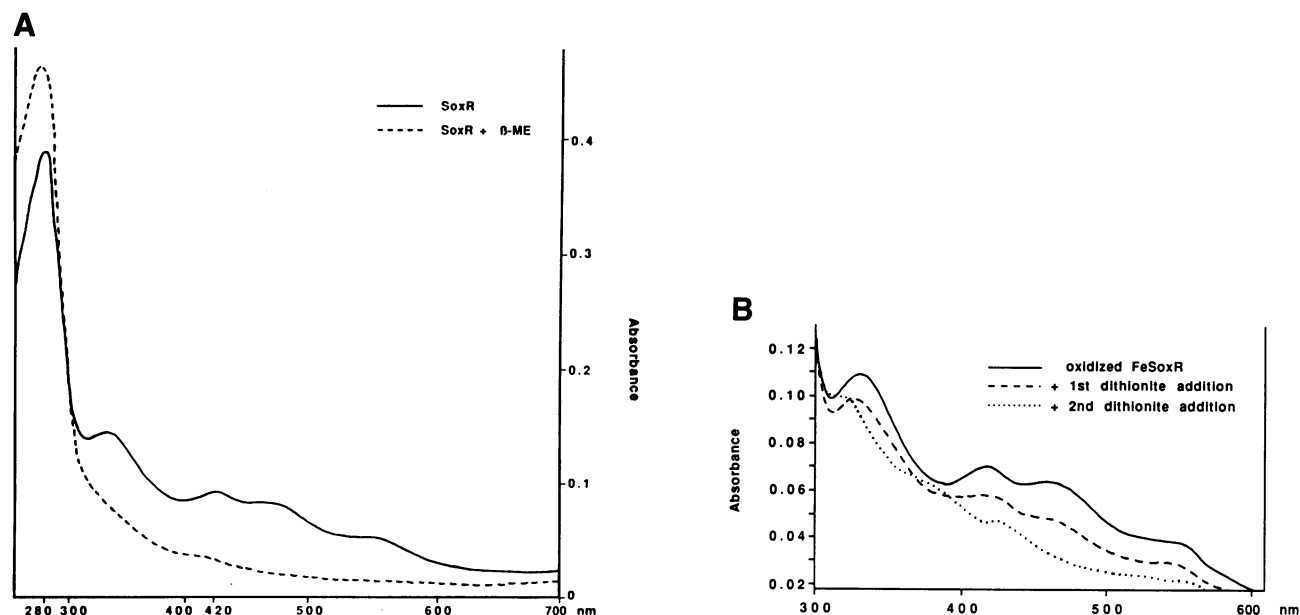 A
SoxR
SoxR + ß-ME
0.4
0.3
0.2
0.1
0
Absorbance
280 300 400 420 500 600 700 nm
B
oxidized FeSoxR
+ 1st dithionite addition
+ 2nd dithionite addition
0.12
0.10
0.08
0.06
0.04
0.02
Absorbance
300 400 500 600 nm